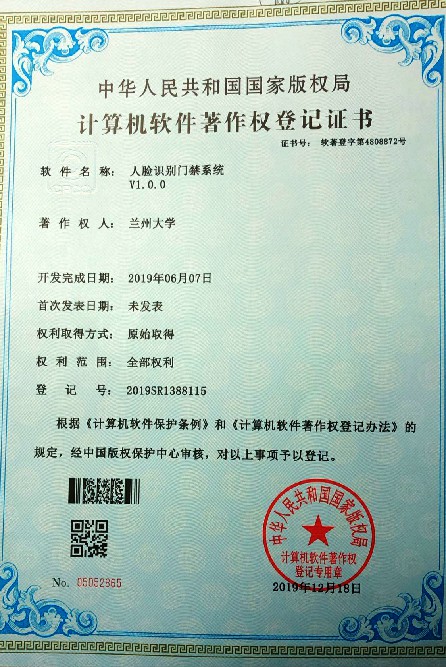 中华人民共和国国家版权局
计算机软件著作权登记证书
证书号： 软著登字第4808872号
软件名称： 人脸识别门禁系统
V1.0.0
著作权人： 兰州大学
开发完成日期： 2019年06月07日
首次发表日期： 未发表
权利取得方式： 原始取得
权利范围： 全部权利
登记号： 2019SR1388115
根据《计算机软件保护条例》和《计算机软件著作权登记办法》的
规定，经中国版权保护中心审核，对以上事项予以登记。
中华人民共和国国家版权局
计算机软件著作权
登记专用章
No. 05052865
2019年12月18日